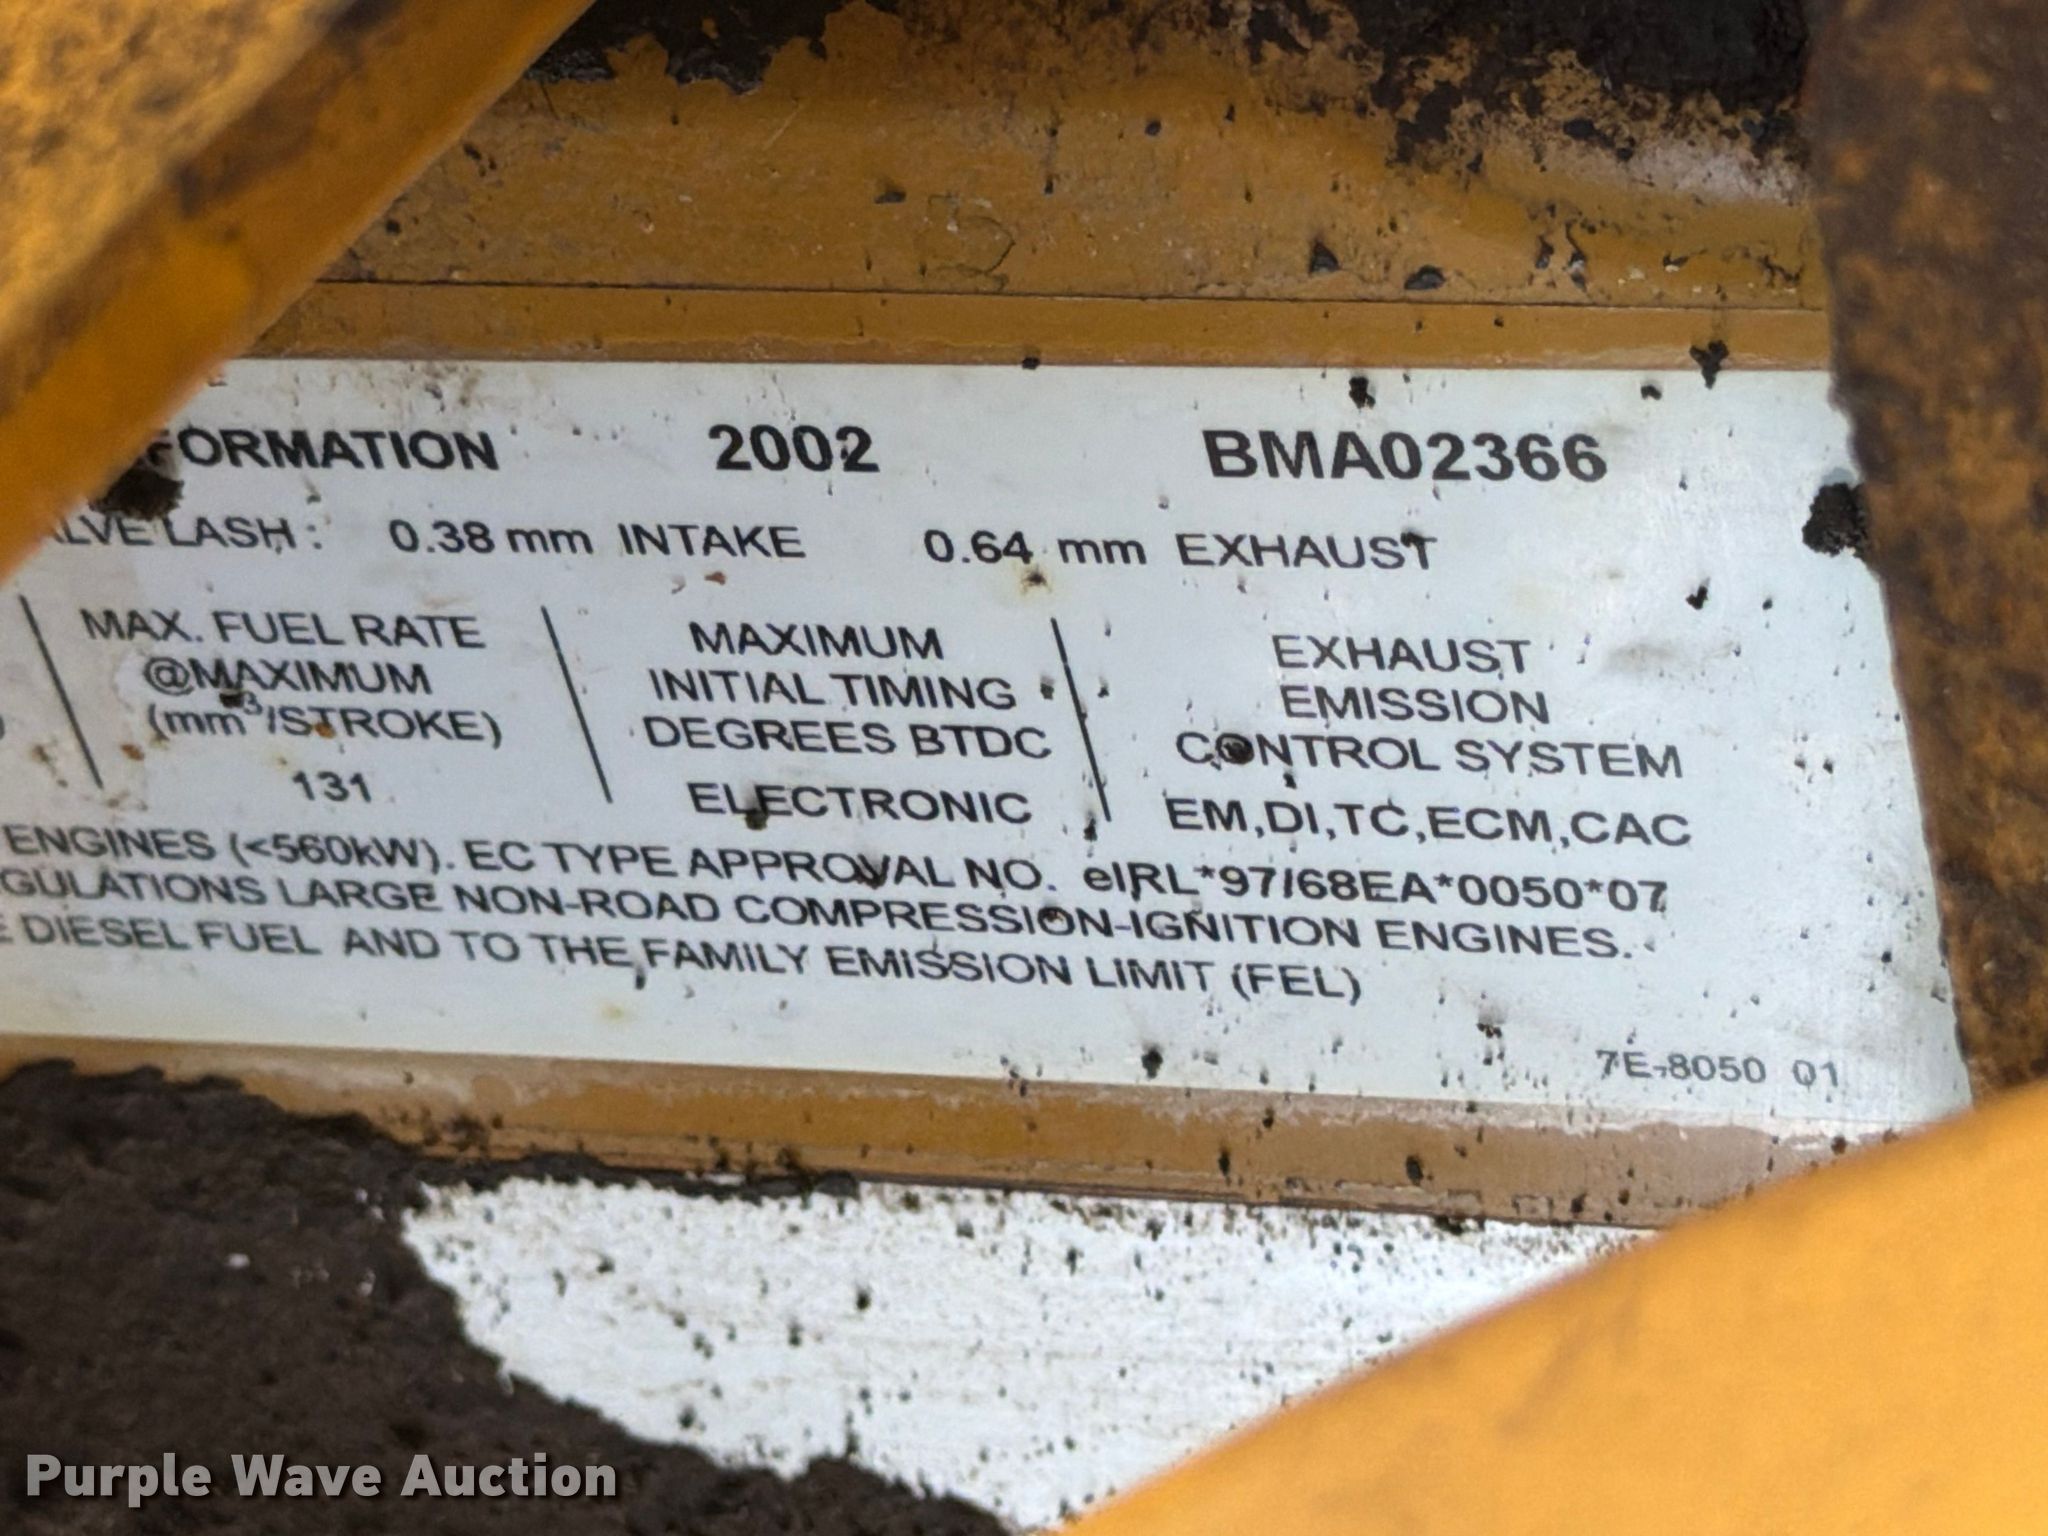 FORMATION 2002 BMA02366
ALVE LASH: 0.38 mm INTAKE 0.64 mm EXHAUST
MAX. FUEL RATE
@MAXIMUM
(mm³/STROKE)
131
MAXIMUM
INITIAL TIMING
DEGREES BTDC
ELECTRONIC
EXHAUST
EMISSION
CONTROL SYSTEM
EM,DI,TC,ECM,CAC
ENGINES (<560kW). EC TYPE APPROVAL NO. eIRL*97/68EA*0050*07
GULATIONS LARGE NON-ROAD COMPRESSION-IGNITION ENGINES.
E DIESEL FUEL AND TO THE FAMILY EMISSION LIMIT (FEL)
7E-8050 01
Purple Wave Auction